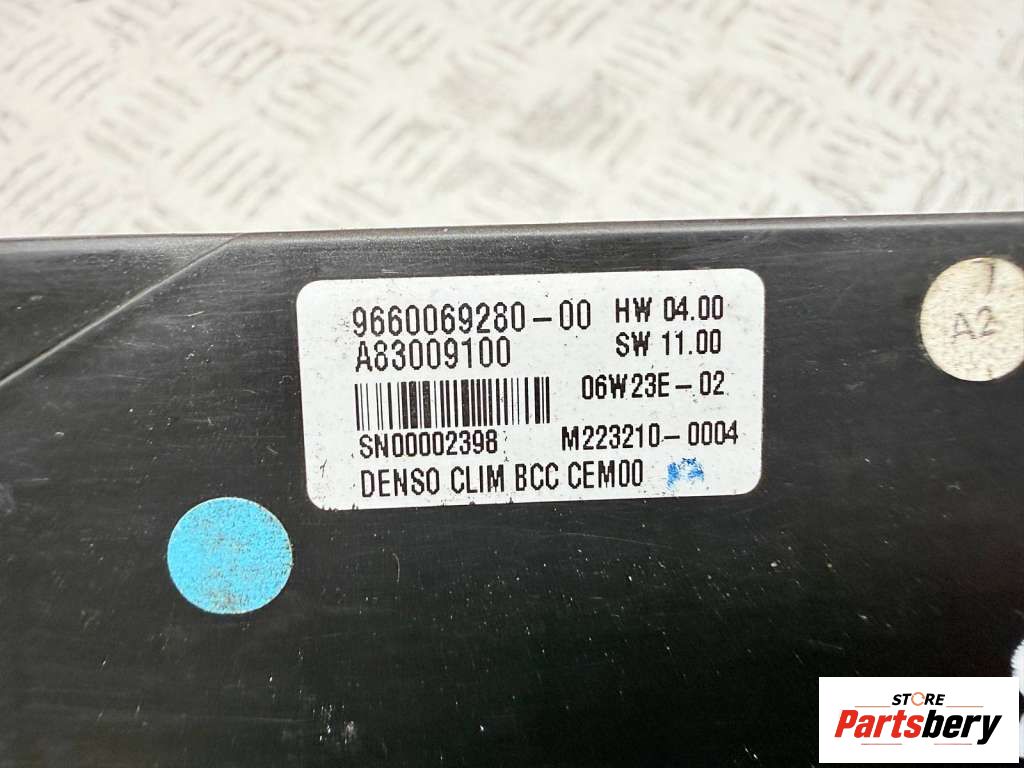 9660069280-00 HW 04.00
A83009100 SW 11.00
06W23E-02
SN00002398 M223210-0004
DENSO CLIM BCC CEM00
A2
STORE
Partsbery